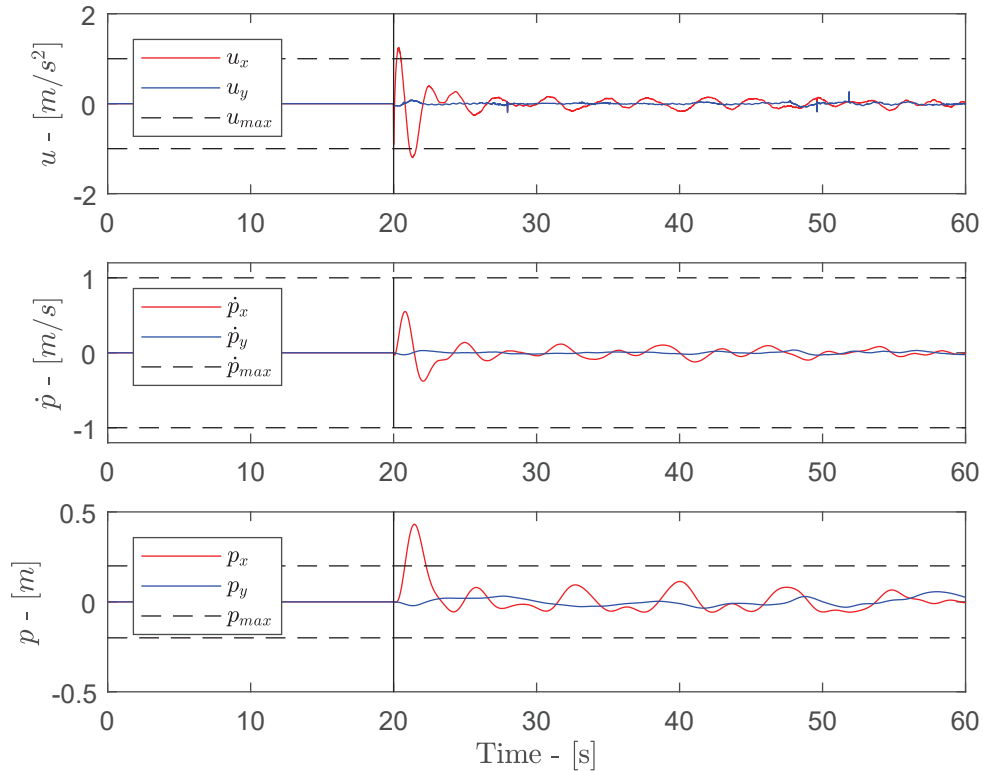 u - [m/s²]
2
1
0
-1
-2
u_x
u_y
u_max
0 10 20 30 40 50 60
ṗ - [m/s]
1
0
-1
ṗ_x
ṗ_y
ṗ_max
0 10 20 30 40 50 60
p - [m]
0.5
0
-0.5
p_x
p_y
p_max
0 10 20 30 40 50 60
Time - [s]